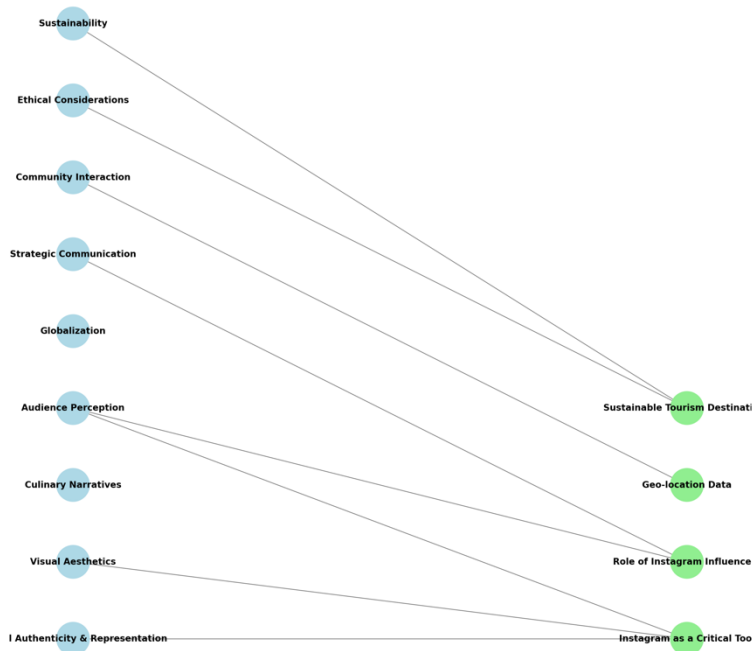 Sustainability
Ethical Considerations
Community Interaction
Strategic Communication
Globalization
Audience Perception
Sustainable Tourism Destinati
Culinary Narratives
Geo-location Data
Visual Aesthetics
Role of Instagram Influence
l Authenticity & Representation
Instagram as a Critical Too